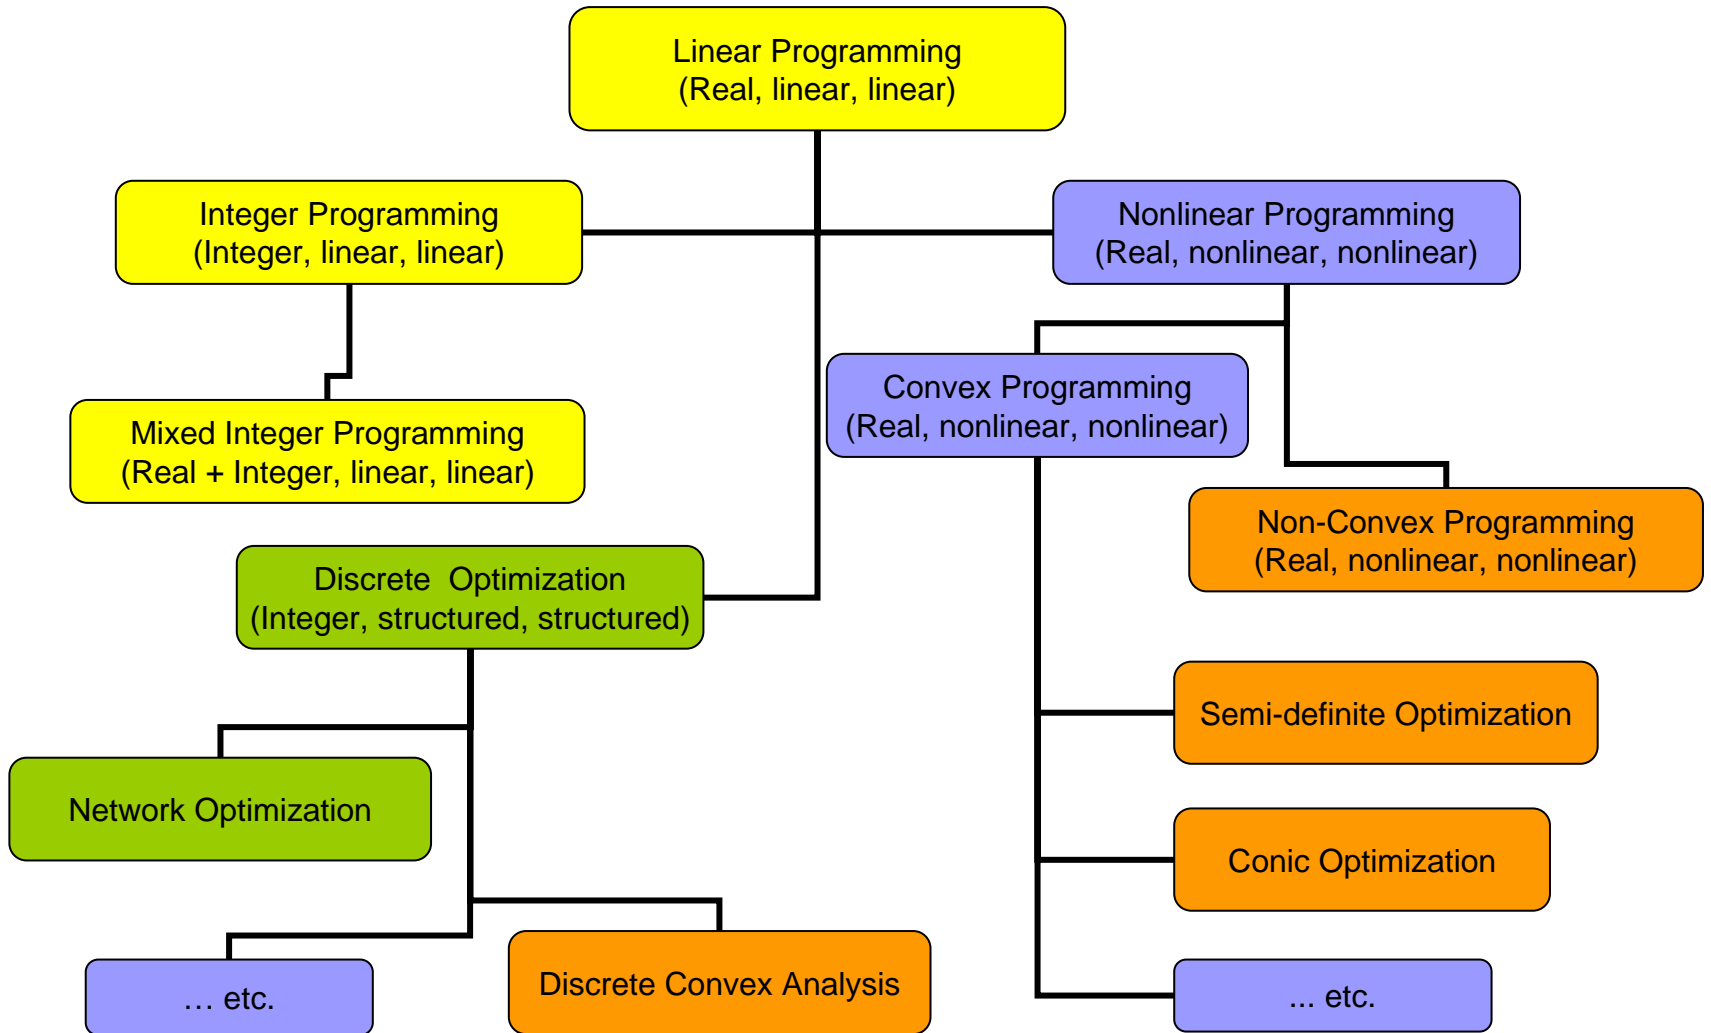 Linear Programming
(Real, linear, linear)
Integer Programming
(Integer, linear, linear)
Nonlinear Programming
(Real, nonlinear, nonlinear)
Convex Programming
(Real, nonlinear, nonlinear)
Mixed Integer Programming
(Real + Integer, linear, linear)
Non-Convex Programming
(Real, nonlinear, nonlinear)
Discrete  Optimization
(Integer, structured, structured)
Semi-definite Optimization
Network Optimization
Conic Optimization
Discrete Convex Analysis
… etc.
... etc.